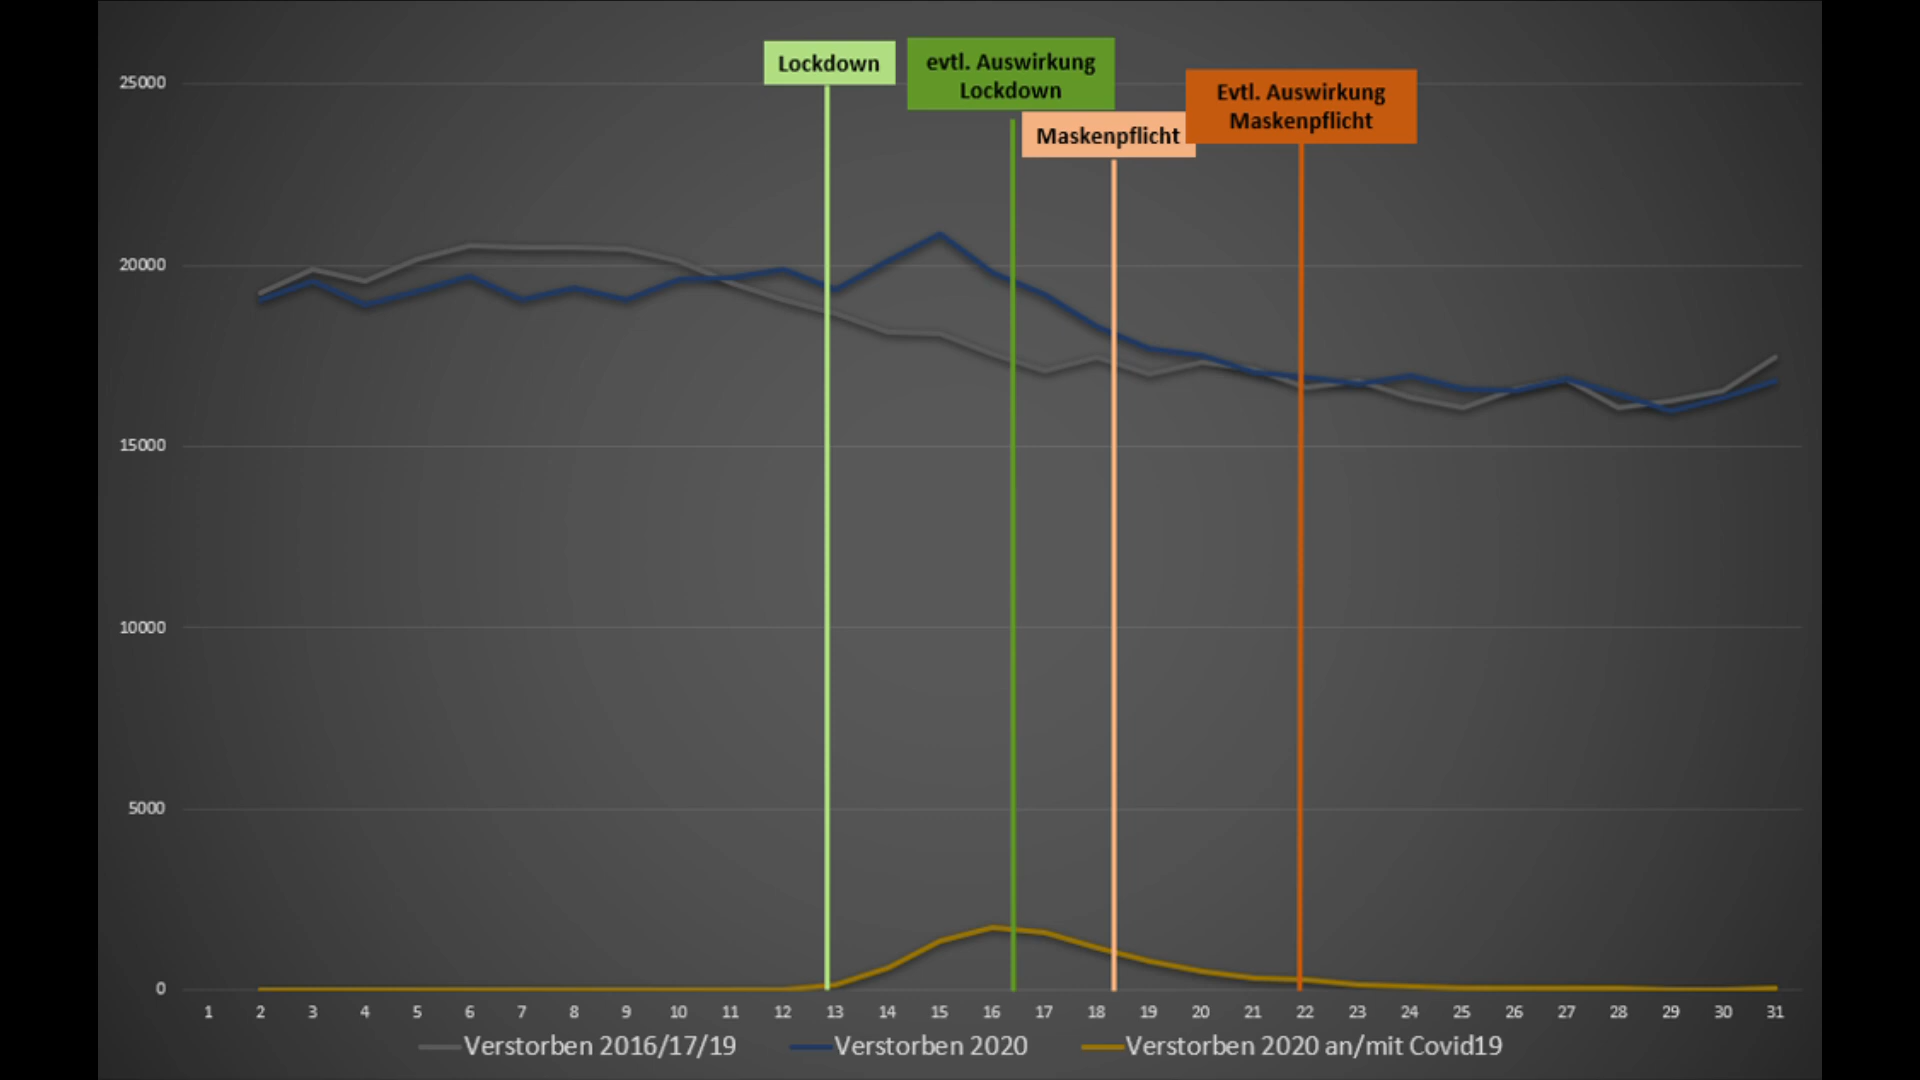 Lockdown
evtl. Auswirkung
Lockdown
Evtl. Auswirkung
Maskenpflicht
Maskenpflicht
25000
20000
15000
10000
5000
0
1 2 3 4 5 6 7 8 9 10 11 12 13 14 15 16 17 18 19 20 21 22 23 24 25 26 27 28 29 30 31
Verstorben 2016/17/19 Verstorben 2020 Verstorben 2020 an/mit Covid19